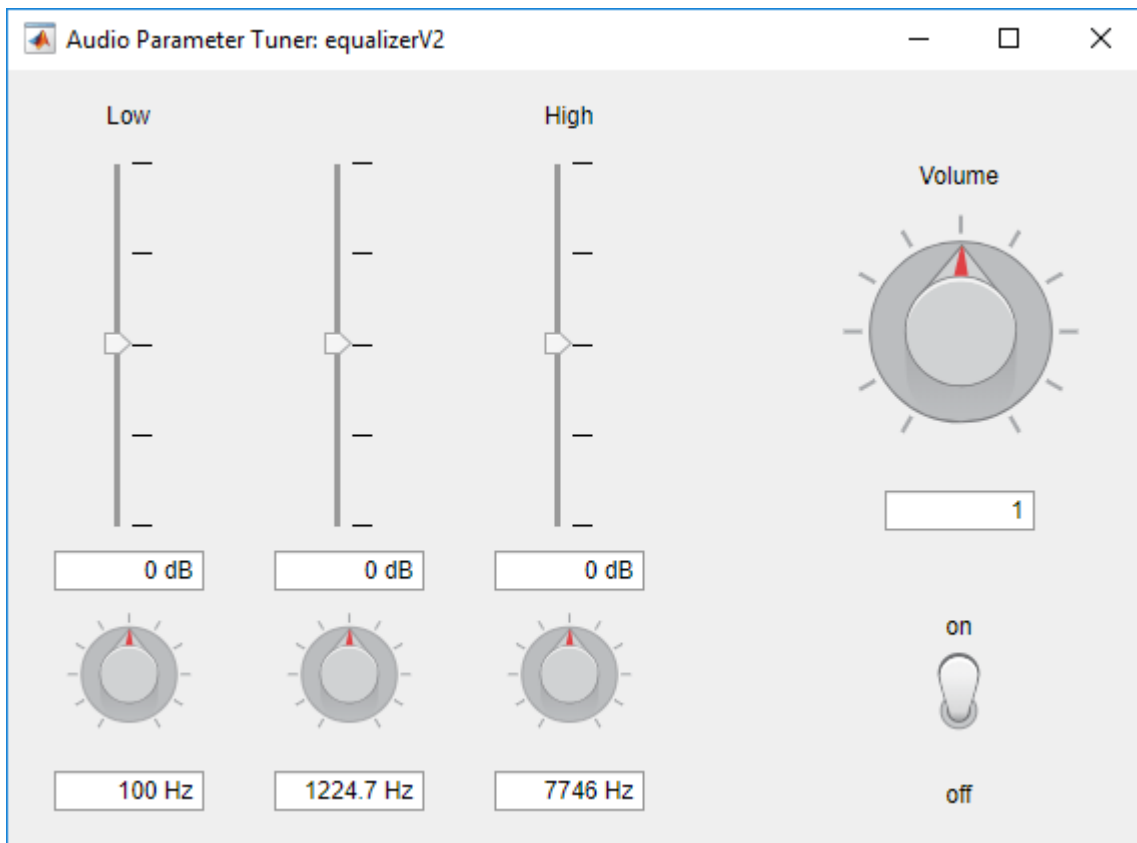 Audio Parameter Tuner: equalizerV2
Low
High
Volume
1
0 dB
0 dB
0 dB
on
100 Hz
1224.7 Hz
7746 Hz
off